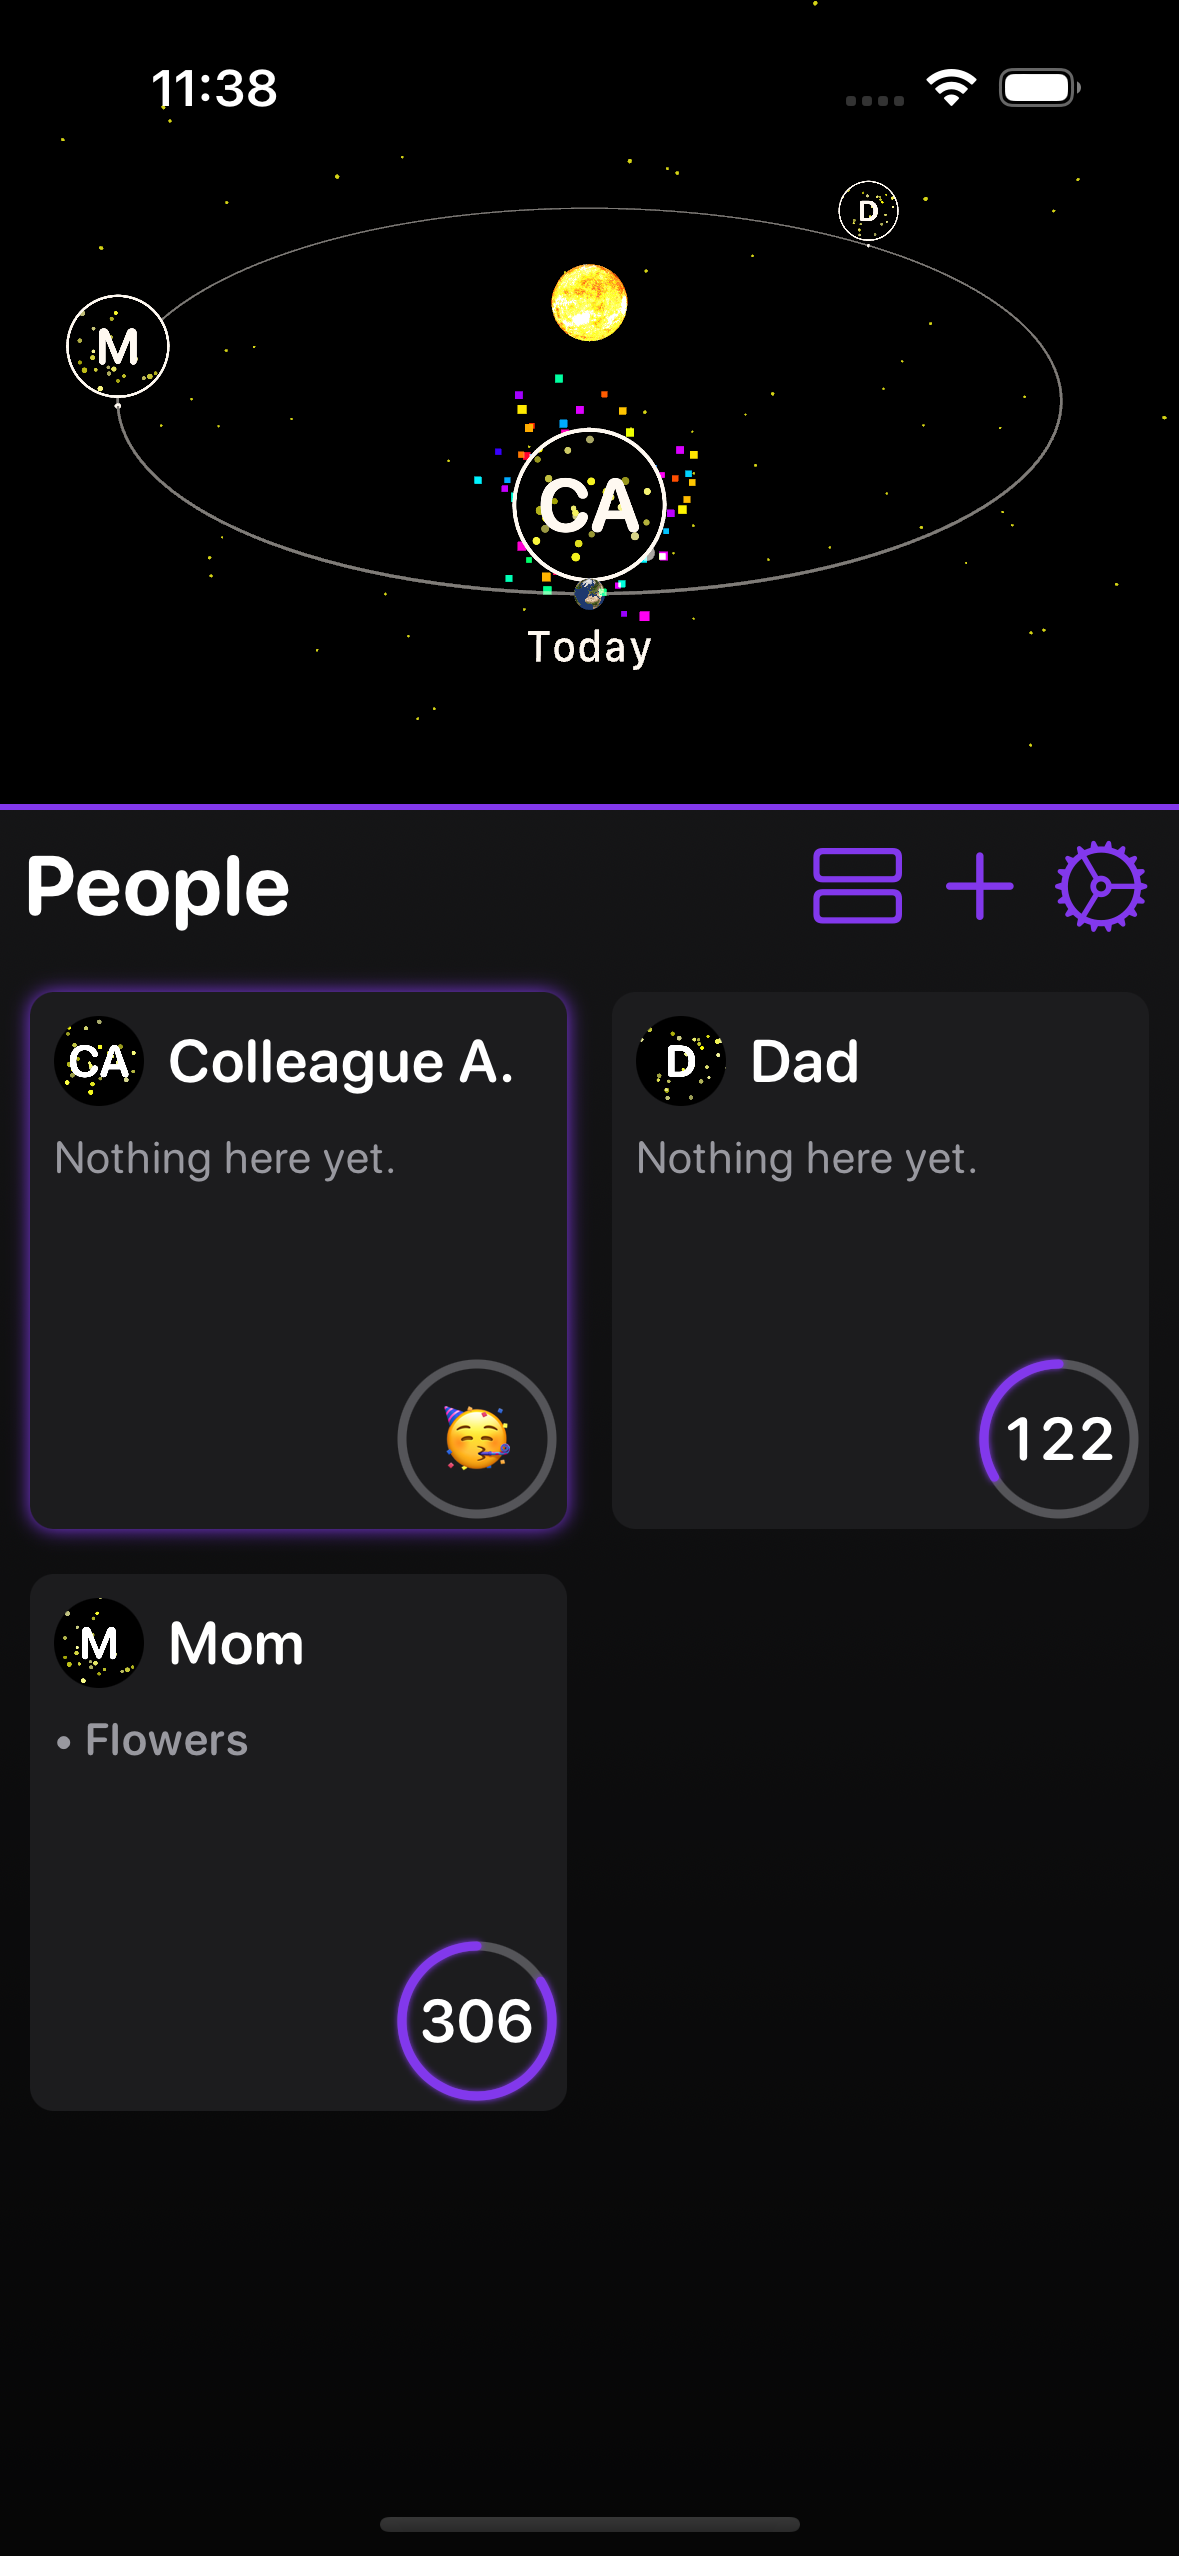 11:38
D
M
CA
Today
People
CA Colleague A.
Nothing here yet.
D Dad
Nothing here yet.
122
M Mom
• Flowers
306